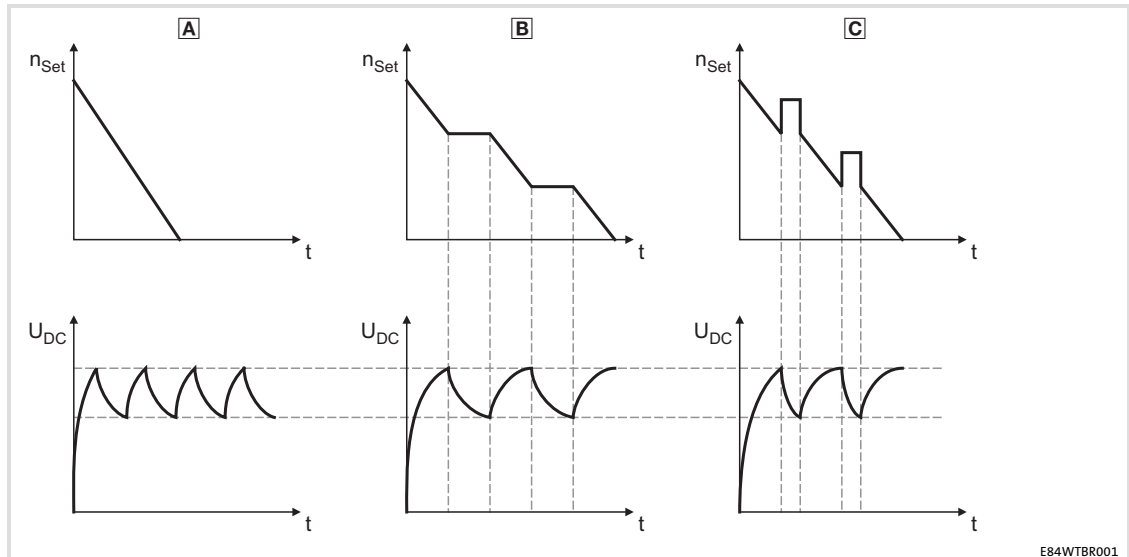 A B C
n_Set n_Set n_Set
t t t
U_DC U_DC U_DC
t t t
E84WTBR001